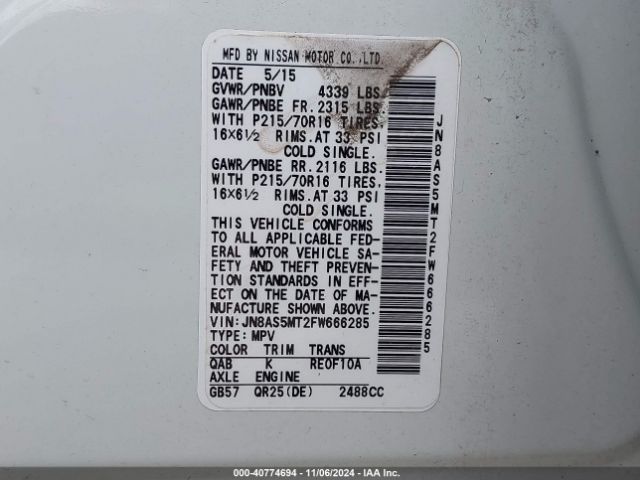 MFD BY NISSAN MOTOR CO.,LTD.
DATE 5/15
GVWR/PNBV 4339 LBS.
GAWR/PNBE FR. 2315 LBS.
WITH P215/70R16 TIRES,
16×6½ RIMS. AT 33 PSI
COLD SINGLE.
GAWR/PNBE RR. 2116 LBS.
WITH P215/70R16 TIRES,
16×6½ RIMS. AT 33 PSI
COLD SINGLE.
THIS VEHICLE CONFORMS
TO ALL APPLICABLE FED-
ERAL MOTOR VEHICLE SA-
FETY AND THEFT PREVEN-
TION STANDARDS IN EFF-
ECT ON THE DATE OF MA-
NUFACTURE SHOWN ABOVE.
VIN:JN8AS5MT2FW666285
TYPE:MPV
COLOR TRIM TRANS
QAB K RE0F10A
AXLE ENGINE
GB57 QR25(DE) 2488CC
JN8AS5MT2FW666285
000-40774694 - 11/06/2024 - IAA Inc.